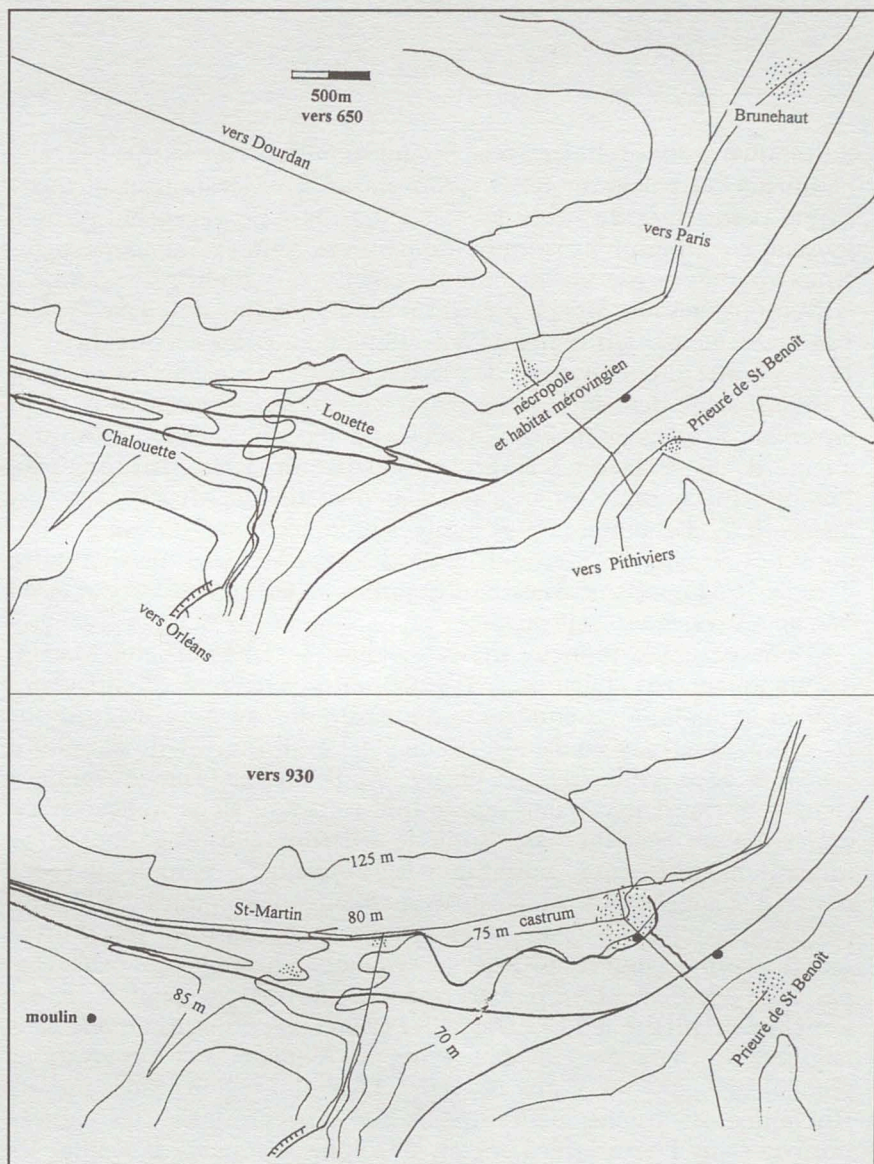 500m
vers 650
vers Dourdan
Brunehaut
vers Paris
nécropole
et habitat mérovingien
Prieuré de St Benoît
Louette
Chalouette
vers Pithiviers
vers Orléans
vers 930
125 m
St-Martin
80 m
75 m
castrum
85 m
moulin
70 m
Prieuré de St Benoît